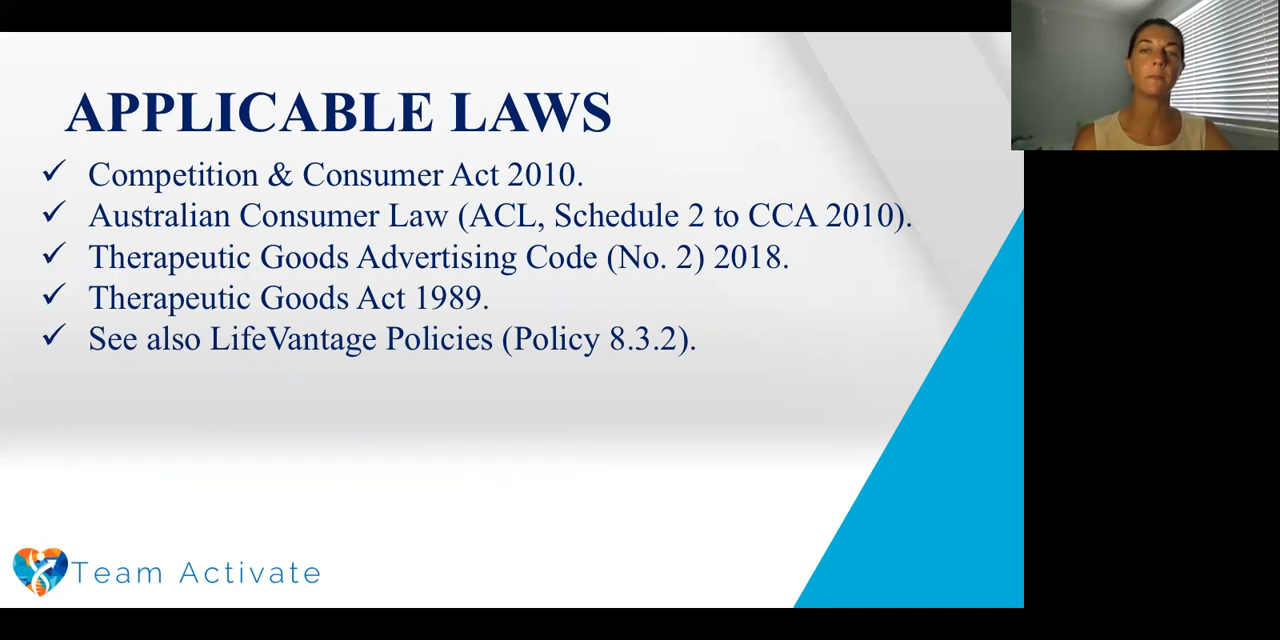 APPLICABLE LAWS
✓ Competition & Consumer Act 2010.
✓ Australian Consumer Law (ACL, Schedule 2 to CCA 2010).
✓ Therapeutic Goods Advertising Code (No. 2) 2018.
✓ Therapeutic Goods Act 1989.
✓ See also LifeVantage Policies (Policy 8.3.2).
Team Activate